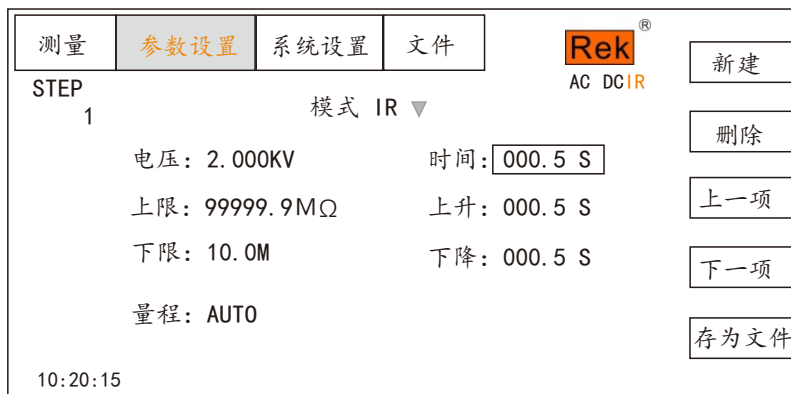 测量 参数设置 系统设置 文件
Rek®
AC DCIR
新建
STEP
1
模式 IR ▼
删除
电压: 2.000KV 时间: 000.5 S
上一项
上限: 99999.9MΩ 上升: 000.5 S
下限: 10.0M 下降: 000.5 S
下一项
量程: AUTO
存为文件
10:20:15